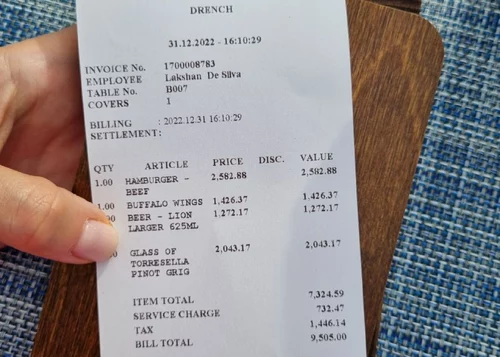 DRENCH
31.12.2022 - 16:10:29
INVOICE No. 1700008783
EMPLOYEE Lakshan De Silva
TABLE No. B007
COVERS 1
BILLING : 2022.12.31 16:10:29
SETTLEMENT:
QTY ARTICLE PRICE DISC. VALUE
1.00 HAMBURGER - 2,582.88 2,582.88
BEEF
1.00 BUFFALO WINGS 1,426.37 1,426.37
BEER - LION 1,272.17 1,272.17
LARGER 625ML
GLASS OF 2,043.17 2,043.17
TORRESELLA
PINOT GRIG
ITEM TOTAL 7,324.59
SERVICE CHARGE 732.47
TAX 1,446.14
BILL TOTAL 9,505.00